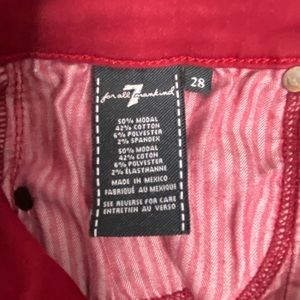 7
for all mankind
28
50% MODAL
42% COTTON
6% POLYESTER
2% SPANDEX
50% MODAL
42% COTON
6% POLYESTER
2% ÉLASTHANNE
MADE IN MEXICO
FABRIQUÉ AU MEXIQUE
SEE REVERSE FOR CARE
ENTRETIEN AU VERSO